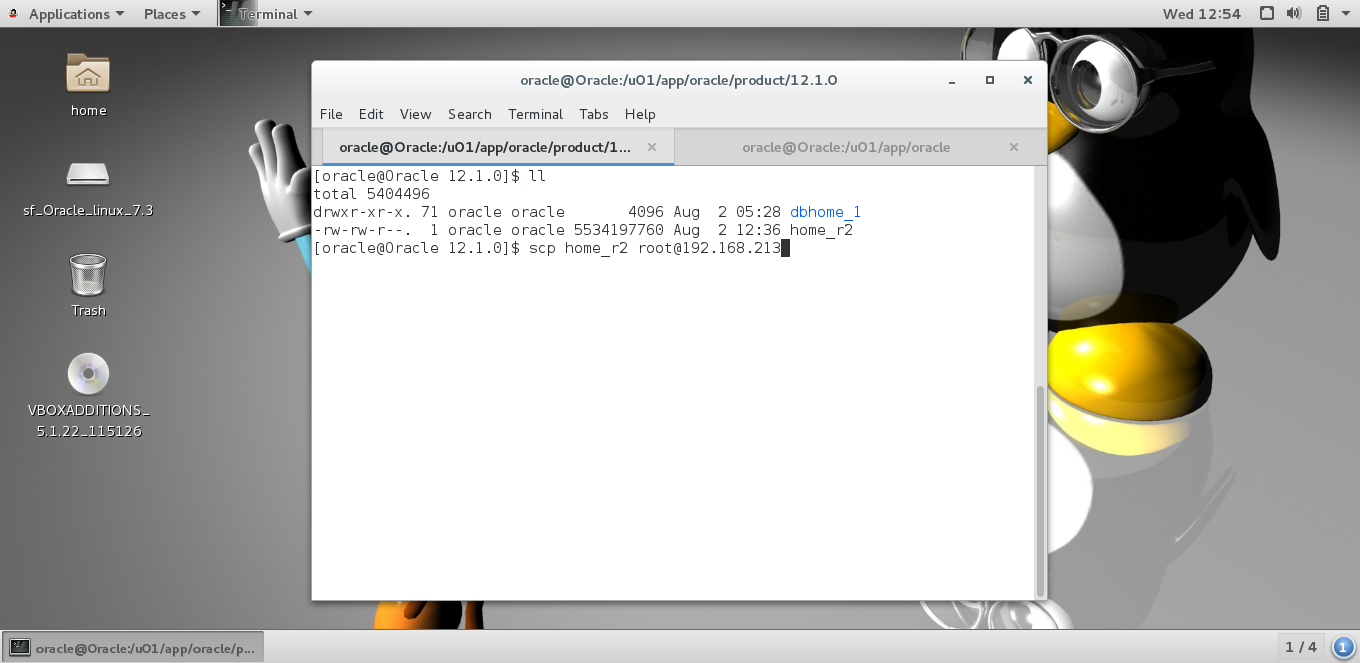 Applications Places Terminal Wed 12:54
home
sf_Oracle_linux_7.3
Trash
VBOXADDITIONS_
5.1.22_115126
oracle@Oracle:/u01/app/oracle/product/12.1.0
File Edit View Search Terminal Tabs Help
oracle@Oracle:/u01/app/oracle/product/1... oracle@Oracle:/u01/app/oracle
[oracle@Oracle 12.1.0]$ ll
total 5404496
drwxr-xr-x. 71 oracle oracle       4096 Aug  2 05:28 dbhome_1
-rw-rw-r--.  1 oracle oracle 5534197760 Aug  2 12:36 home_r2
[oracle@Oracle 12.1.0]$ scp home_r2 root@192.168.213
oracle@Oracle:/u01/app/oracle/p... 1 / 4 1